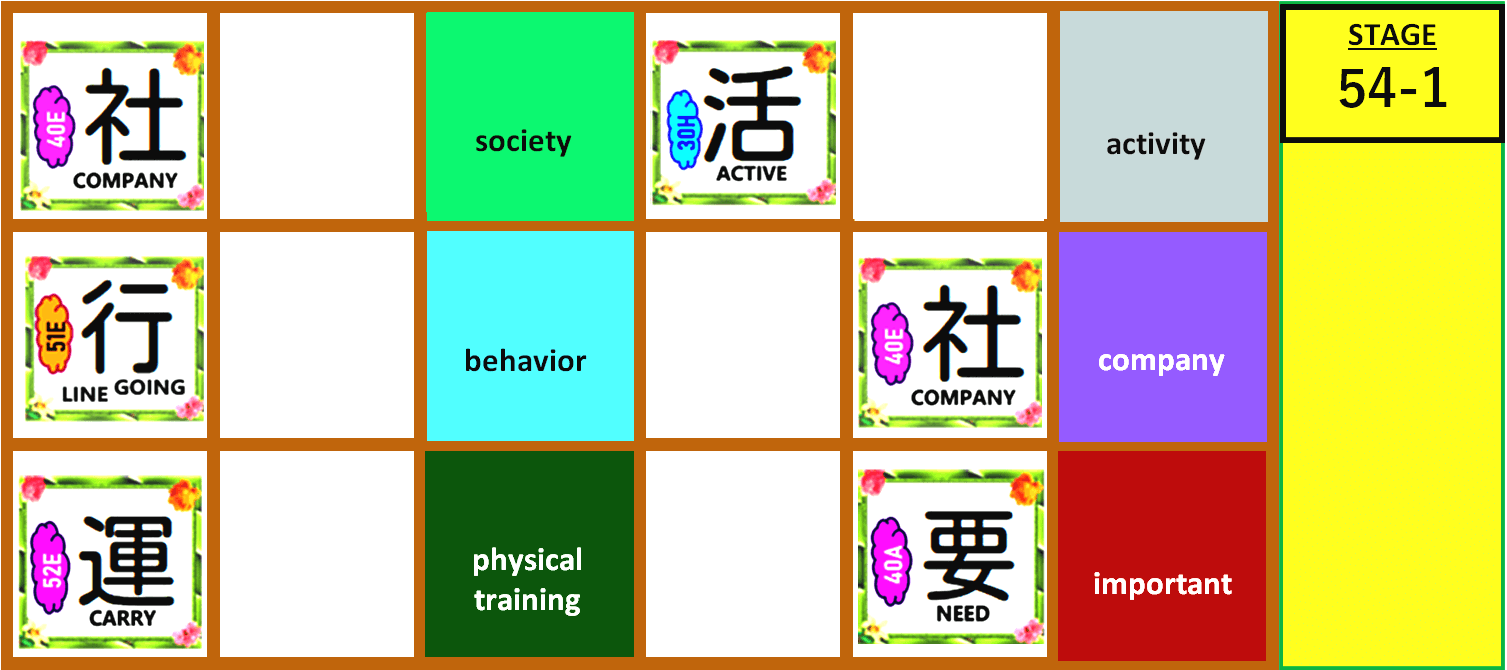 社
40E
COMPANY
society
活
30H
ACTIVE
activity
STAGE
54-1
行
51E
LINE GOING
behavior
社
40E
COMPANY
company
運
52E
CARRY
physical
training
要
40A
NEED
important